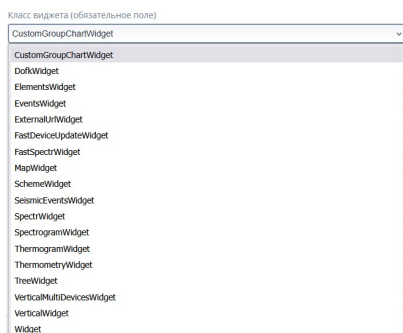 Класс виджета (обязательное поле)
CustomGroupChartWidget
CustomGroupChartWidget
DofkWidget
ElementsWidget
EventsWidget
ExternalUrlWidget
FastDeviceUpdateWidget
FastSpectrWidget
MapWidget
SchemeWidget
SeismicEventsWidget
SpectrWidget
SpectrogramWidget
ThermogramWidget
ThermometryWidget
TreeWidget
VerticalMultiDevicesWidget
VerticalWidget
Widget